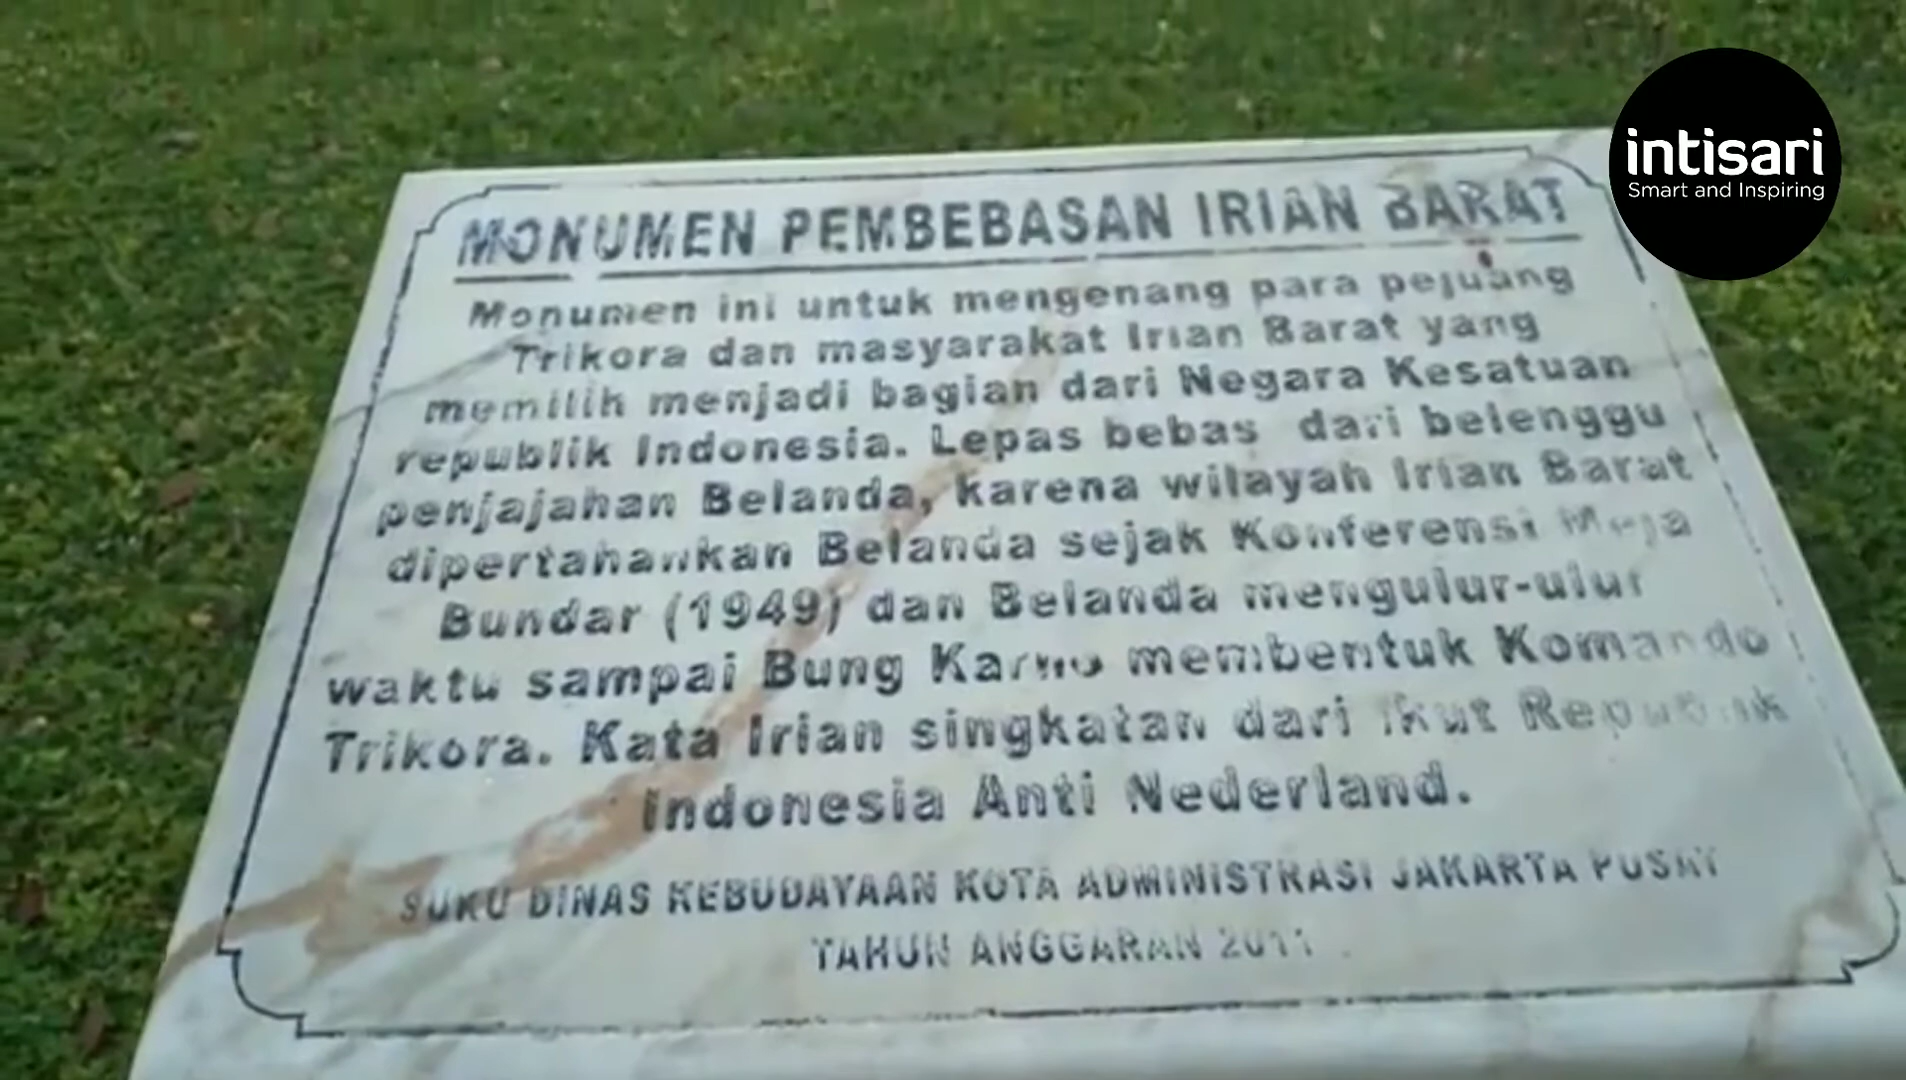 MONUMEN PEMBEBASAN IRIAN BARAT
Monumen ini untuk mengenang para pejuang
Trikora dan masyarakat Irian Barat yang
memilih menjadi bagian dari Negara Kesatuan
republik Indonesia. Lepas bebas dari belenggu
penjajahan Belanda, karena wilayah Irian Barat
dipertahankan Belanda sejak Konferensi Meja
Bundar (1949) dan Belanda mengulur-ulur
waktu sampai Bung Karno membentuk Komando
Trikora. Kata Irian singkatan dari Ikut Republik
Indonesia Anti Nederland.
SUKU DINAS KEBUDAYAAN KOTA ADMINISTRASI JAKARTA PUSAT
TAHUN ANGGARAN 2011
intisari
Smart and Inspiring